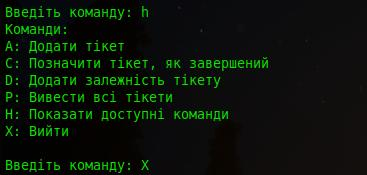 Введіть команду: h
Команди:
A: Додати тікет
C: Позначити тікет, як завершений
D: Додати залежність тікету
P: Вивести всі тікети
H: Показати доступні команди
X: Вийти
Введіть команду: X